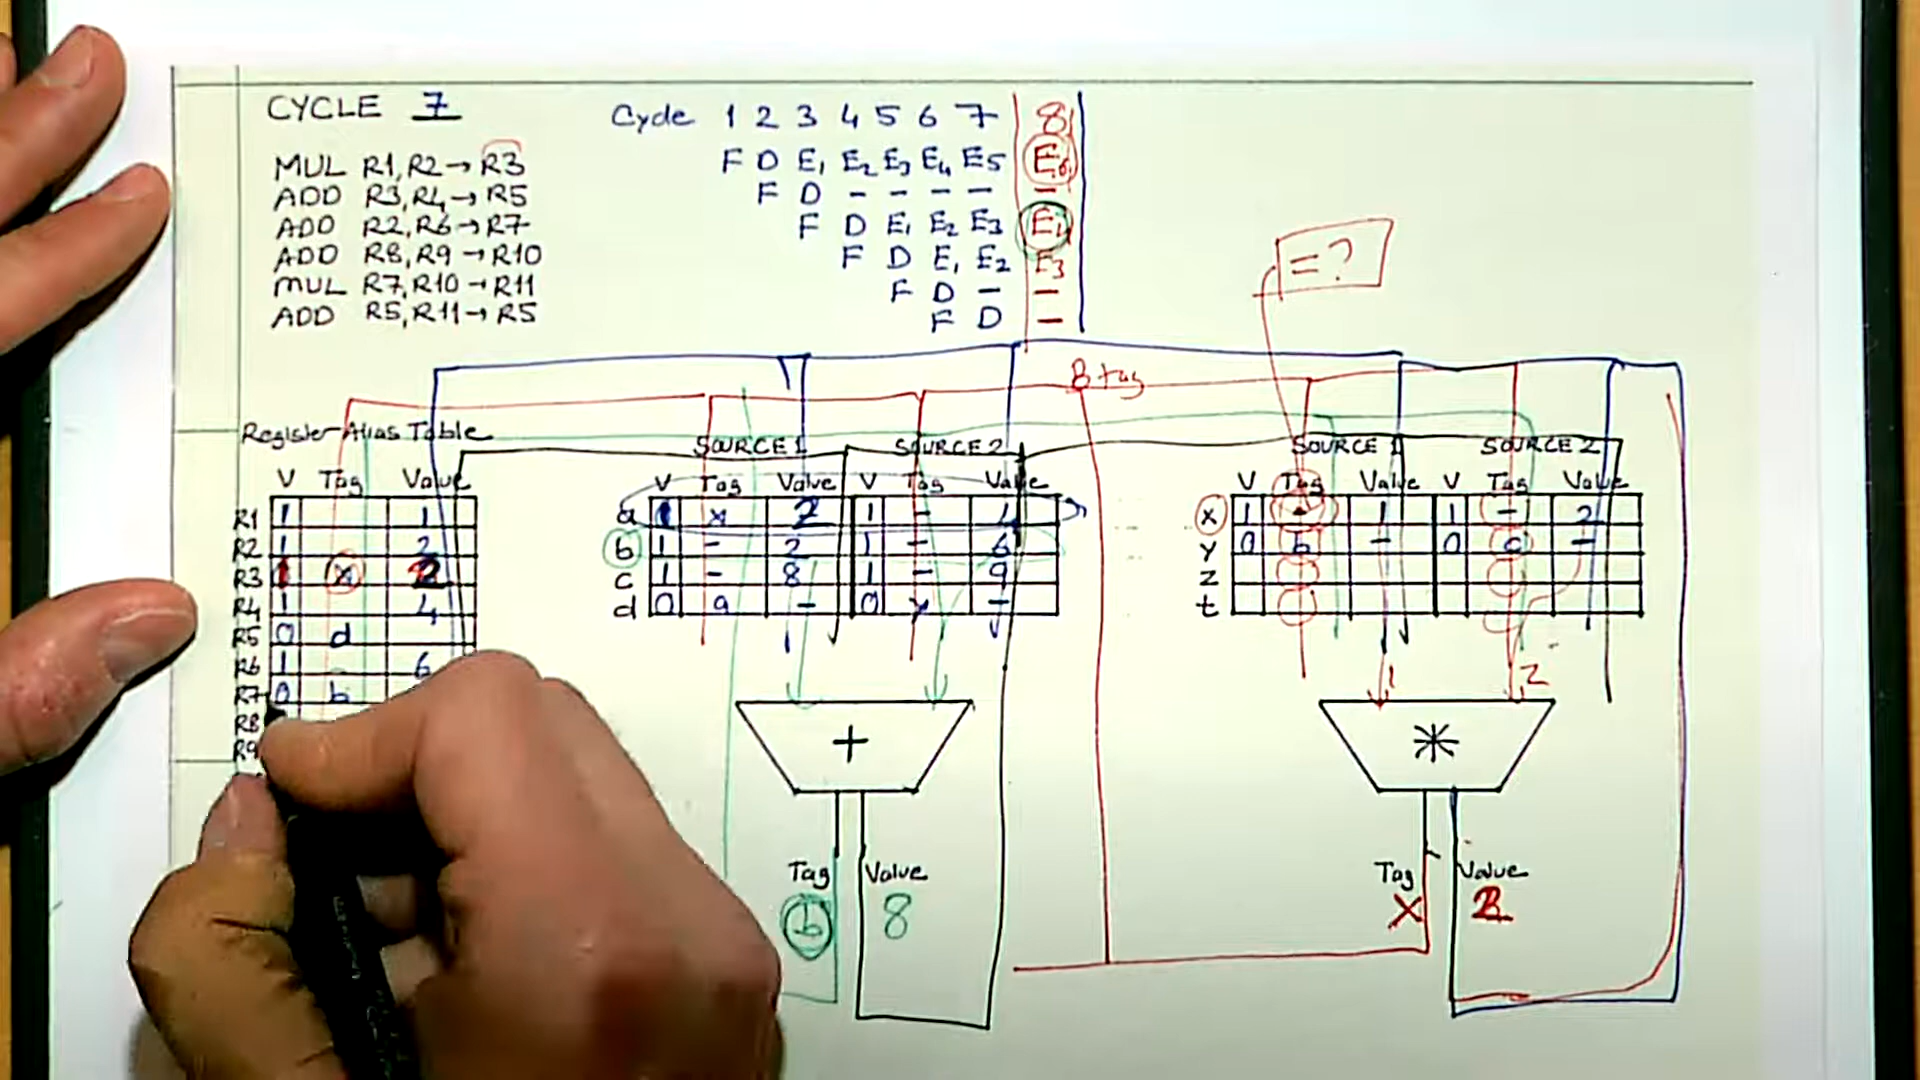 CYCLE 7
MUL R1,R2→R3
ADD R3,R4→R5
ADD R2,R6→R7
ADD R8,R9→R10
MUL R7,R10→R11
ADD R5,R11→R5
Cycle 1 2 3 4 5 6 7 8
F D E1 E2 E3 E4 E5 E6
F D - - - - - -
F D E1 E2 E3 E4
F D E1 E2 E3
F D - -
F D -
= ?
B tag
Register Alias Table
V Tag Value
R1 1 1
R2 1 2
R3 1 x 2
R4 1 4
R5 0 d
R6 1 6
R7 0 b
R8
R9
SOURCE 1 SOURCE 2
V Tag Value V Tag Value
a 1 x 2 1 -
b 1 - 2 1 - 6
c 1 - 8 1 - 9
d 0 a - 0 y -
+
Tag Value
b 8
SOURCE 1 SOURCE 2
V Tag Value V Tag Value
x 1 - 1 1 - 2
y 0 b - 0 c -
z
t
1 2
*
Tag Value
X 2